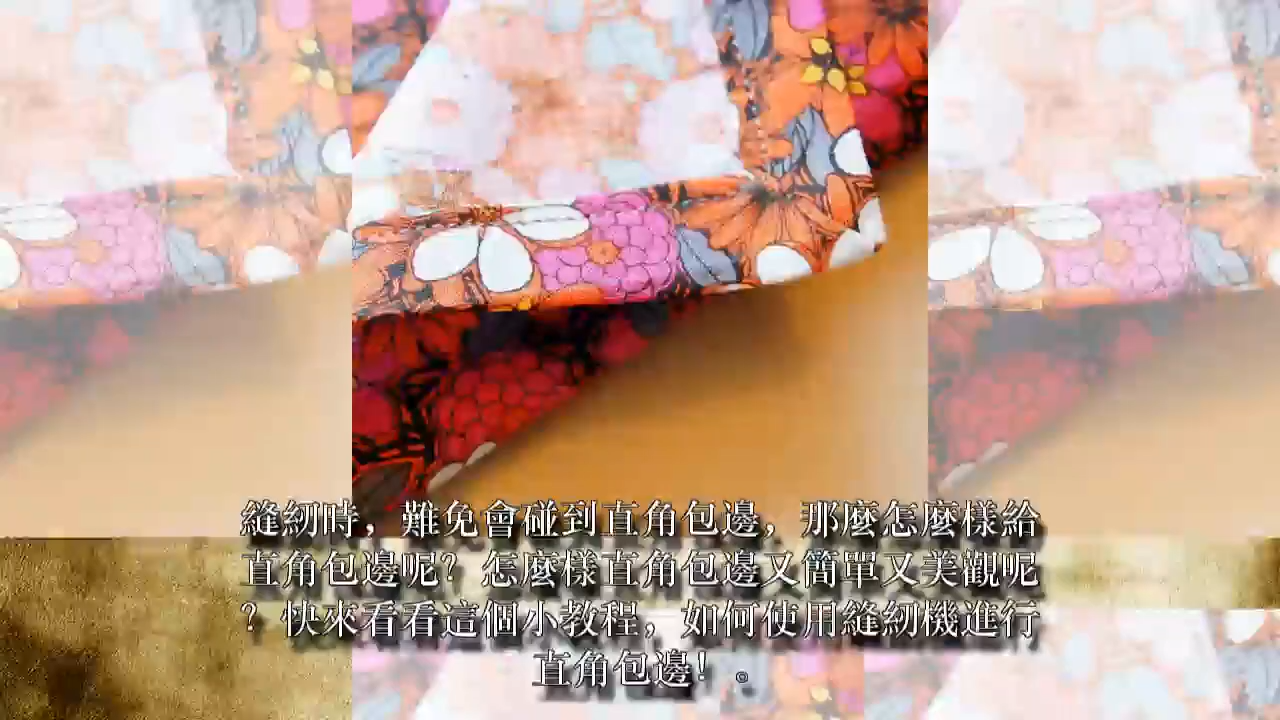 縫紉時，難免會碰到直角包邊，那麼怎麼樣給
直角包邊呢？怎麼樣直角包邊又簡單又美觀呢
？快來看看這個小教程，如何使用縫紉機進行
直角包邊！。